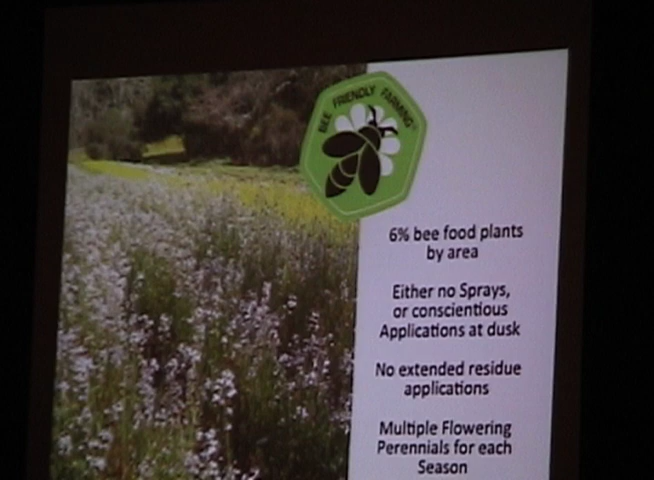 BEE FRIENDLY FARMING
6% bee food plants
by area
Either no Sprays,
or conscientious
Applications at dusk
No extended residue
applications
Multiple Flowering
Perennials for each
Season